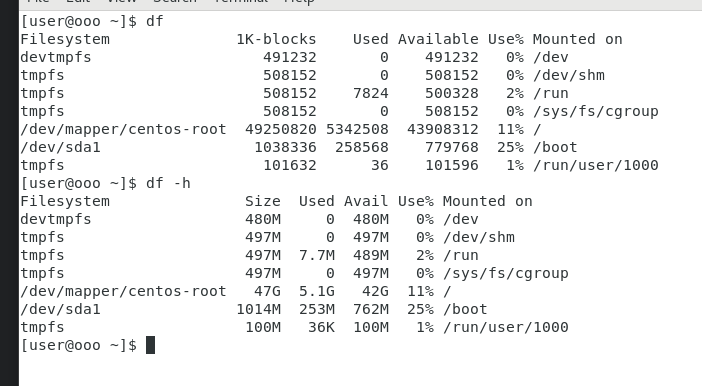 [user@ooo ~]$ df
Filesystem              1K-blocks    Used Available Use% Mounted on
devtmpfs                   491232       0    491232   0% /dev
tmpfs                      508152       0    508152   0% /dev/shm
tmpfs                      508152    7824    500328   2% /run
tmpfs                      508152       0    508152   0% /sys/fs/cgroup
/dev/mapper/centos-root  49250820 5342508  43908312  11% /
/dev/sda1                 1038336  258568    779768  25% /boot
tmpfs                      101632      36    101596   1% /run/user/1000
[user@ooo ~]$ df -h
Filesystem               Size  Used Avail Use% Mounted on
devtmpfs                 480M     0  480M   0% /dev
tmpfs                    497M     0  497M   0% /dev/shm
tmpfs                    497M  7.7M  489M   2% /run
tmpfs                    497M     0  497M   0% /sys/fs/cgroup
/dev/mapper/centos-root   47G  5.1G   42G  11% /
/dev/sda1               1014M  253M  762M  25% /boot
tmpfs                    100M   36K  100M   1% /run/user/1000
[user@ooo ~]$